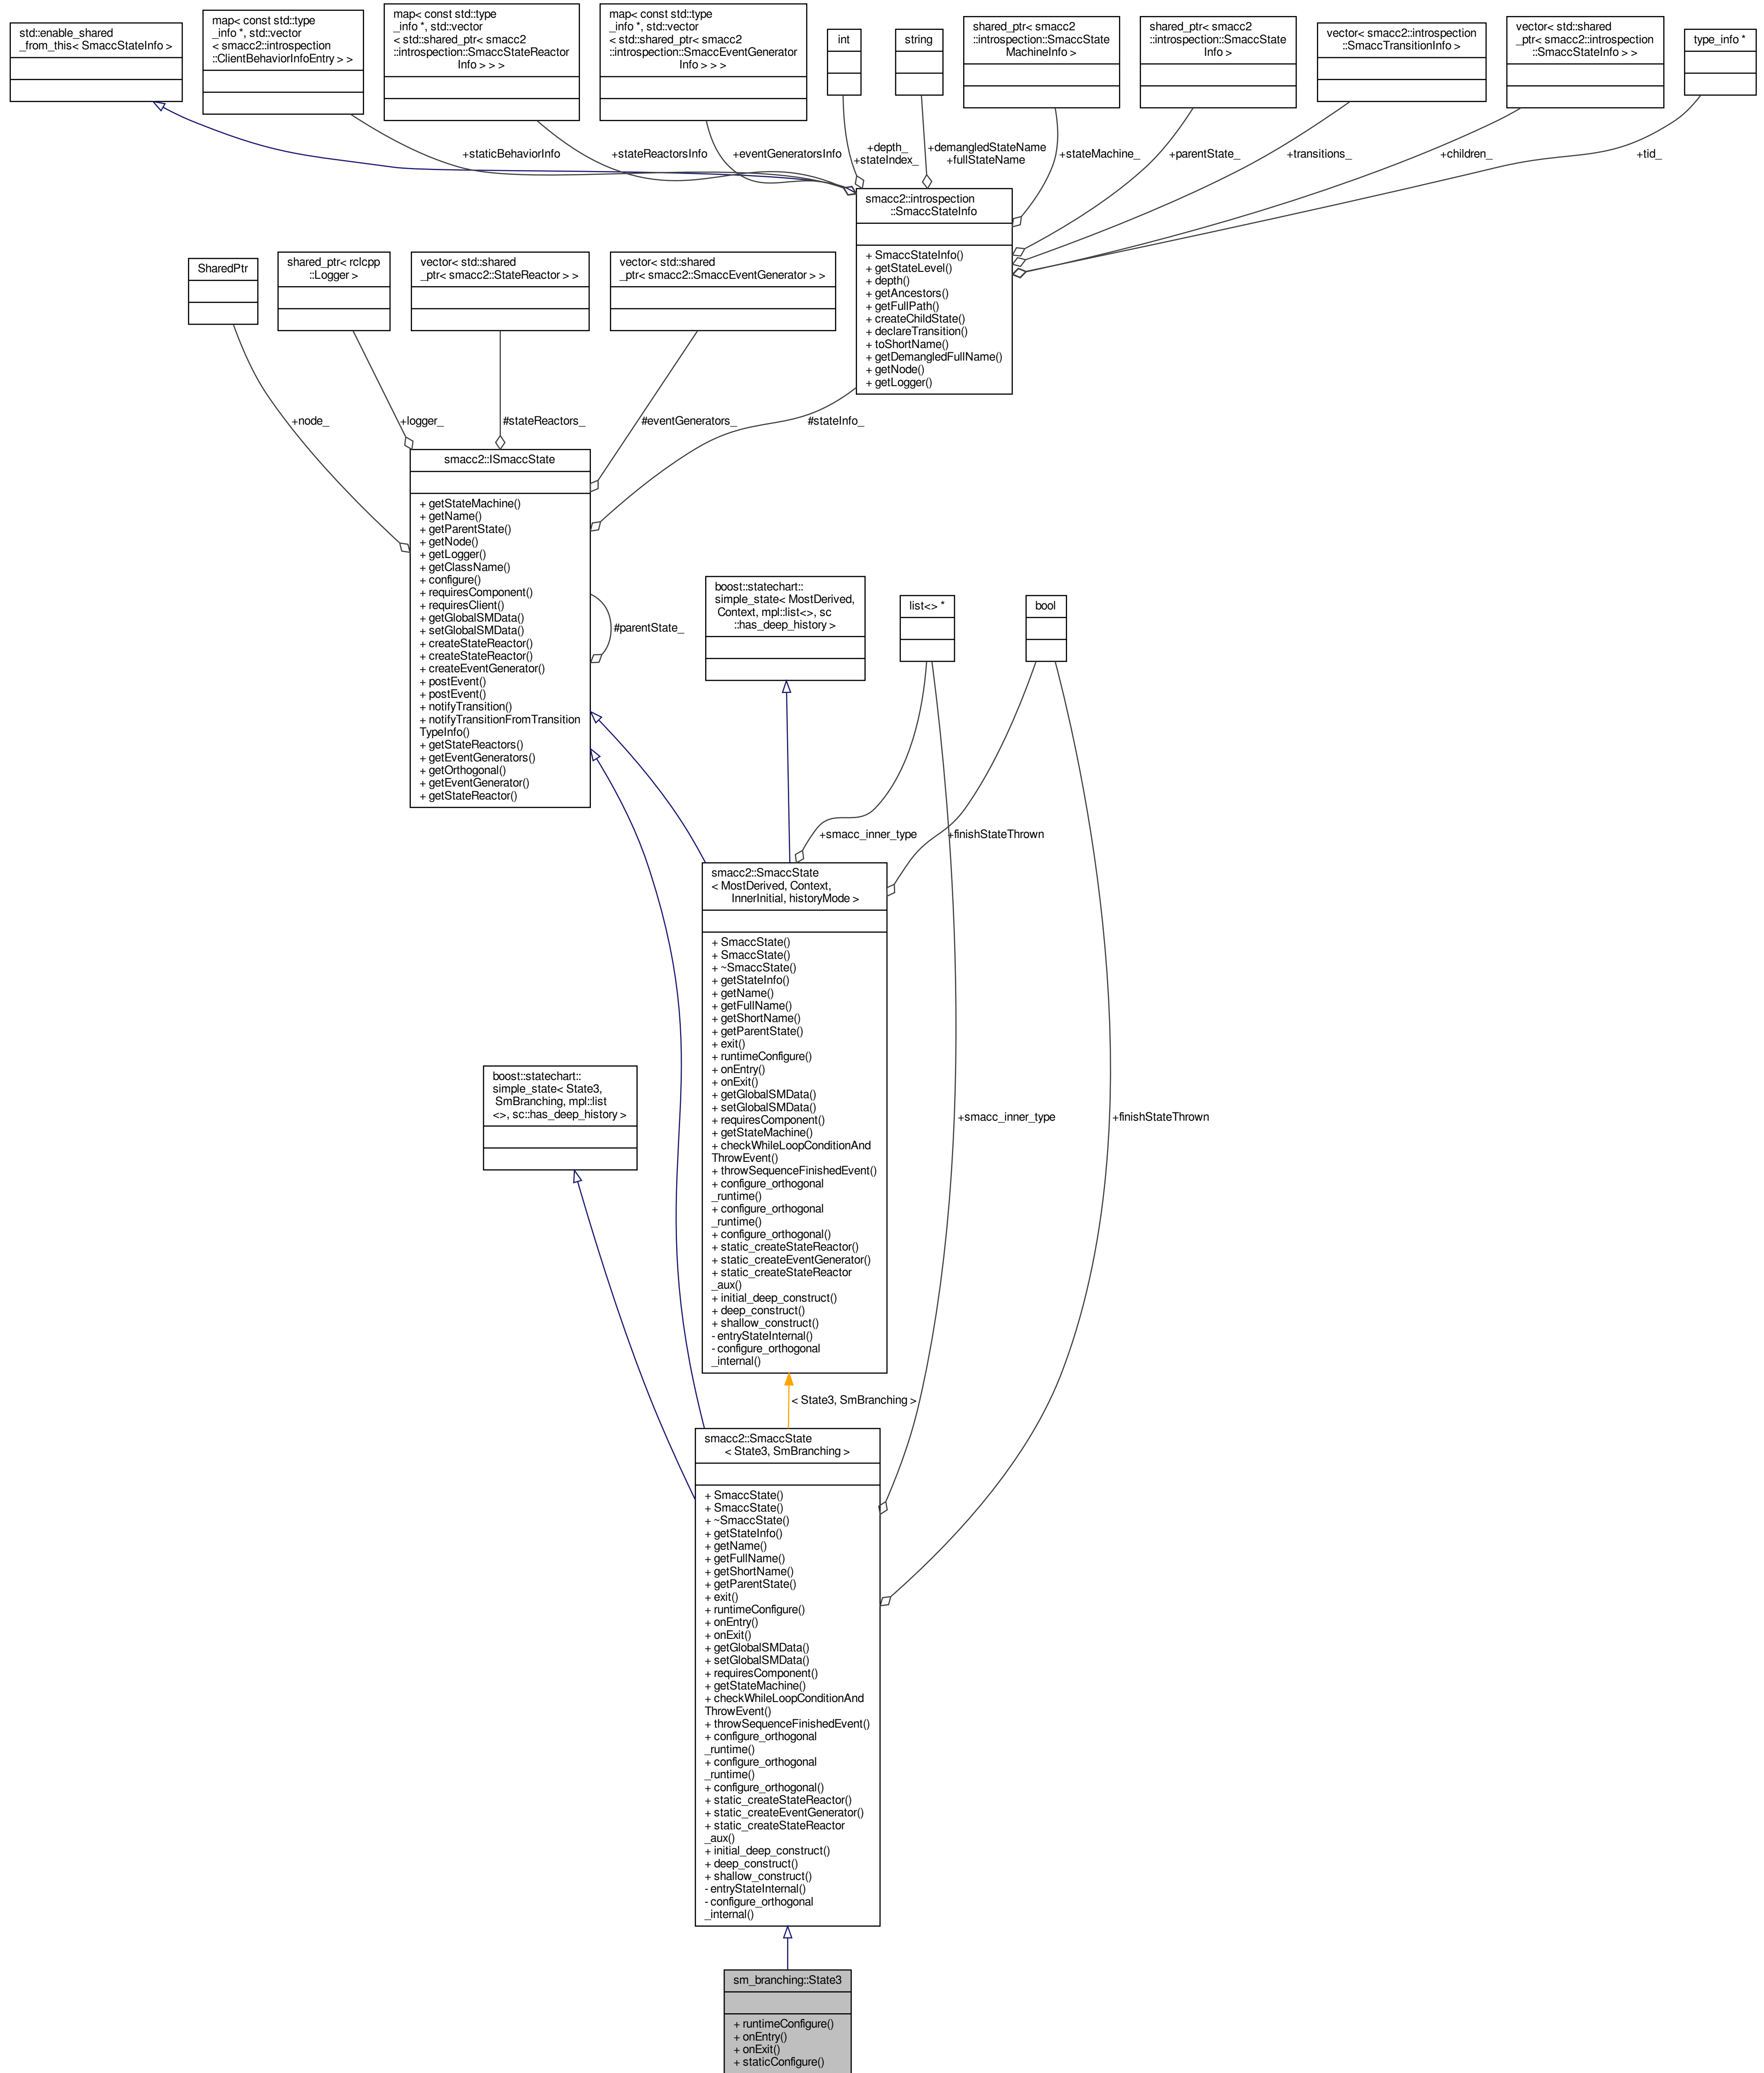 std::enable_shared
_from_this< SmaccStateInfo >
map< const std::type
_info *, std::vector
< smacc2::introspection
::ClientBehaviorInfoEntry > >
map< const std::type
_info *, std::vector
< std::shared_ptr< smacc2
::introspection::SmaccStateReactor
Info > > >
map< const std::type
_info *, std::vector
< std::shared_ptr< smacc2
::introspection::SmaccEventGenerator
Info > > >
int
string
shared_ptr< smacc2
::introspection::SmaccState
MachineInfo >
shared_ptr< smacc2
::introspection::SmaccState
Info >
vector< smacc2::introspection
::SmaccTransitionInfo >
vector< std::shared
_ptr< smacc2::introspection
::SmaccStateInfo > >
type_info *
+staticBehaviorInfo
+stateReactorsInfo
+eventGeneratorsInfo
+depth_
+stateIndex_
+demangledStateName
+fullStateName
+stateMachine_
+parentState_
+transitions_
+children_
+tid_
smacc2::introspection
::SmaccStateInfo
+ SmaccStateInfo()
+ getStateLevel()
+ depth()
+ getAncestors()
+ getFullPath()
+ createChildState()
+ declareTransition()
+ toShortName()
+ getDemangledFullName()
+ getNode()
+ getLogger()
SharedPtr
shared_ptr< rclcpp
::Logger >
vector< std::shared
_ptr< smacc2::StateReactor > >
vector< std::shared
_ptr< smacc2::SmaccEventGenerator > >
+node_
+logger_
#stateReactors_
#eventGenerators_
#stateInfo_
smacc2::ISmaccState
+ getStateMachine()
+ getName()
+ getParentState()
+ getNode()
+ getLogger()
+ getClassName()
+ configure()
+ requiresComponent()
+ requiresClient()
+ getGlobalSMData()
+ setGlobalSMData()
+ createStateReactor()
+ createStateReactor()
+ createEventGenerator()
+ postEvent()
+ postEvent()
+ notifyTransition()
+ notifyTransitionFromTransition
TypeInfo()
+ getStateReactors()
+ getEventGenerators()
+ getOrthogonal()
+ getEventGenerator()
+ getStateReactor()
#parentState_
boost::statechart::
simple_state< MostDerived,
Context, mpl::list<>, sc
::has_deep_history >
list<> *
bool
+smacc_inner_type
+finishStateThrown
smacc2::SmaccState
< MostDerived, Context,
InnerInitial, historyMode >
+ SmaccState()
+ SmaccState()
+ ~SmaccState()
+ getStateInfo()
+ getName()
+ getFullName()
+ getShortName()
+ getParentState()
+ exit()
+ runtimeConfigure()
+ onEntry()
+ onExit()
+ getGlobalSMData()
+ setGlobalSMData()
+ requiresComponent()
+ getStateMachine()
+ checkWhileLoopConditionAnd
ThrowEvent()
+ throwSequenceFinishedEvent()
+ configure_orthogonal
_runtime()
+ configure_orthogonal
_runtime()
+ configure_orthogonal()
+ static_createStateReactor()
+ static_createEventGenerator()
+ static_createStateReactor
_aux()
+ initial_deep_construct()
+ deep_construct()
+ shallow_construct()
- entryStateInternal()
- configure_orthogonal
_internal()
boost::statechart::
simple_state< State3,
SmBranching, mpl::list
<>, sc::has_deep_history >
+smacc_inner_type
+finishStateThrown
< State3, SmBranching >
smacc2::SmaccState
< State3, SmBranching >
+ SmaccState()
+ SmaccState()
+ ~SmaccState()
+ getStateInfo()
+ getName()
+ getFullName()
+ getShortName()
+ getParentState()
+ exit()
+ runtimeConfigure()
+ onEntry()
+ onExit()
+ getGlobalSMData()
+ setGlobalSMData()
+ requiresComponent()
+ getStateMachine()
+ checkWhileLoopConditionAnd
ThrowEvent()
+ throwSequenceFinishedEvent()
+ configure_orthogonal
_runtime()
+ configure_orthogonal
_runtime()
+ configure_orthogonal()
+ static_createStateReactor()
+ static_createEventGenerator()
+ static_createStateReactor
_aux()
+ initial_deep_construct()
+ deep_construct()
+ shallow_construct()
- entryStateInternal()
- configure_orthogonal
_internal()
sm_branching::State3
+ runtimeConfigure()
+ onEntry()
+ onExit()
+ staticConfigure()